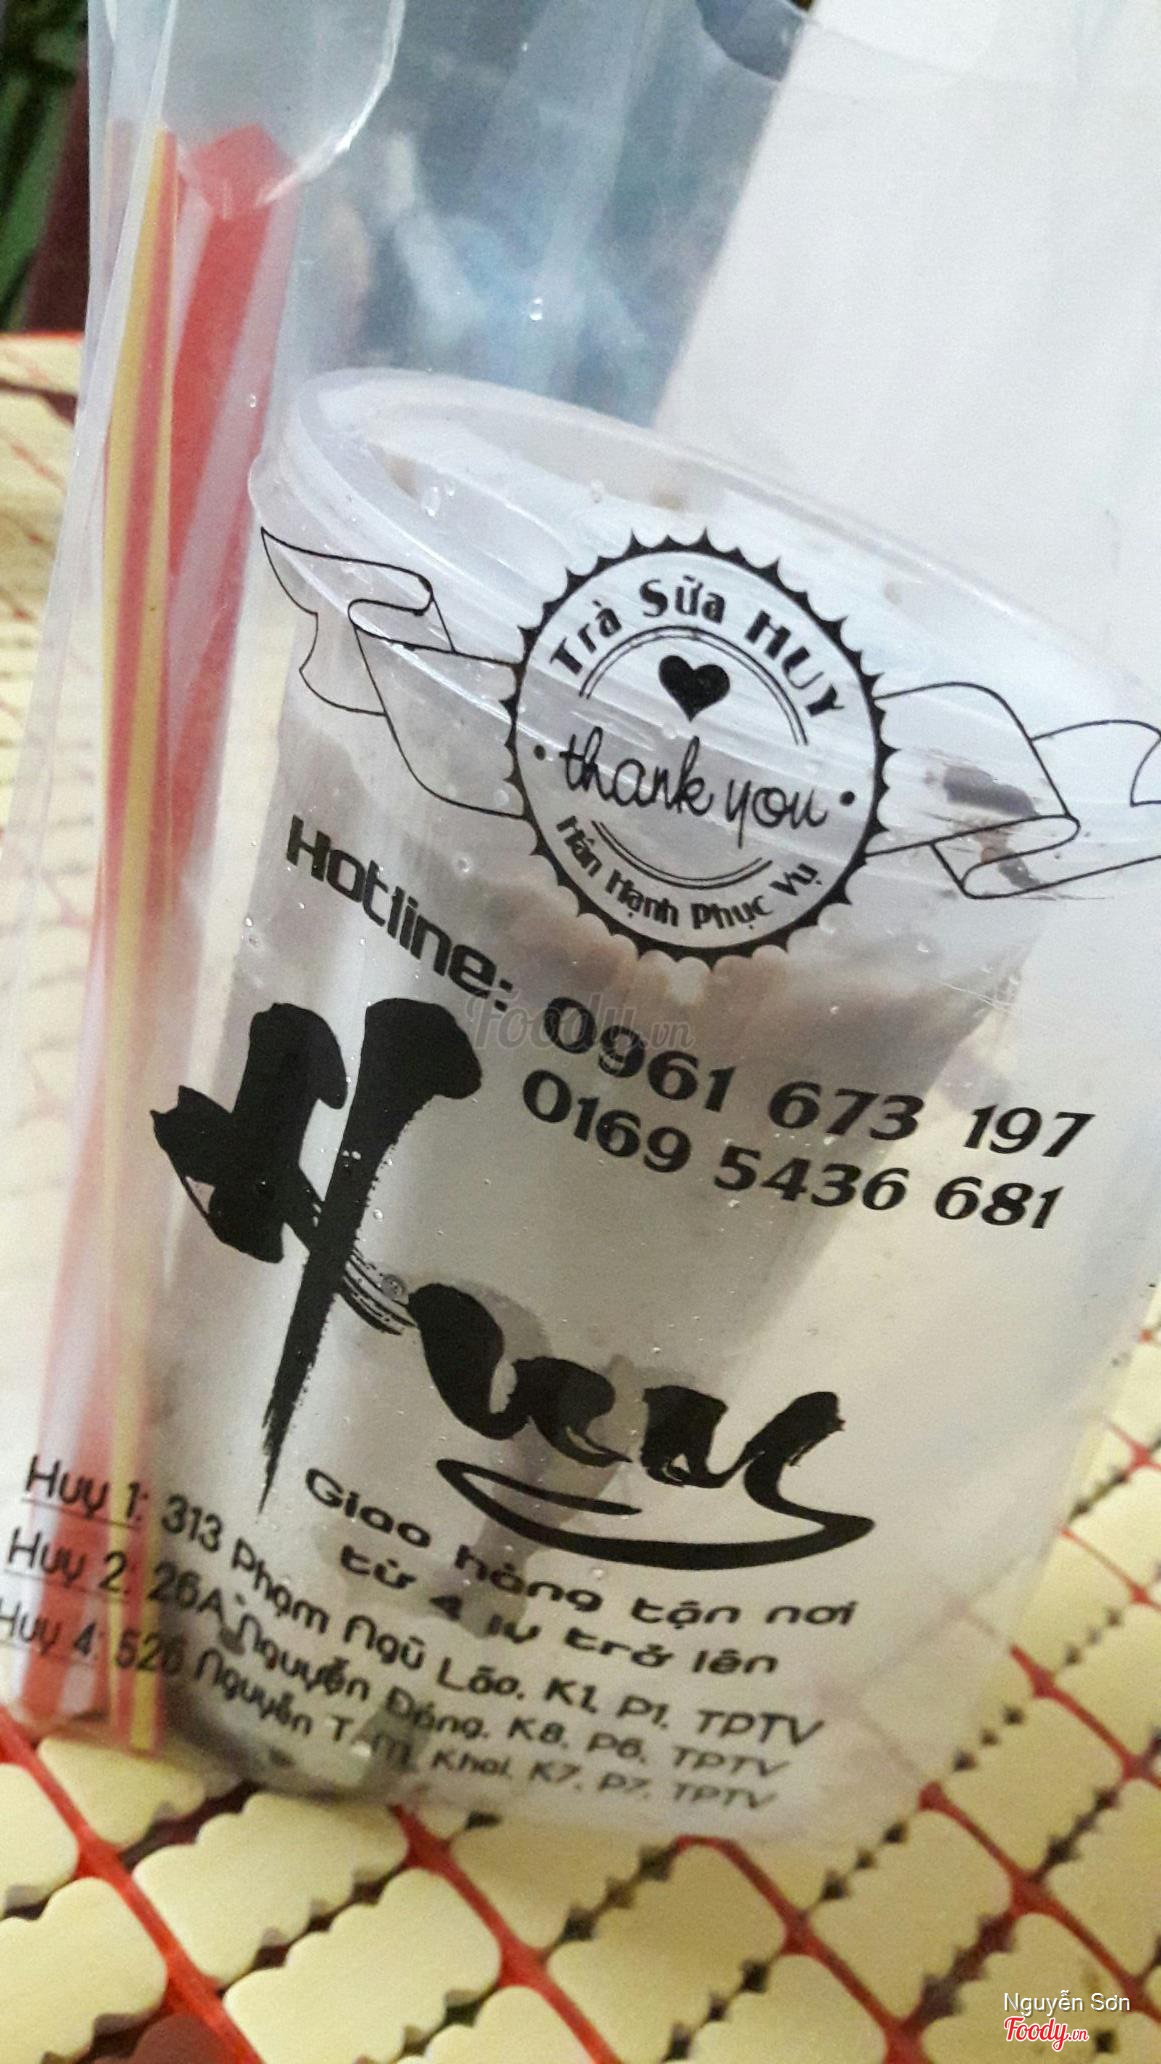 Trà Sữa HUY
thank you
Hân Hạnh Phục Vụ
Hotline: 0961 673 197
0169 5436 681
Huy
Giao hàng tận nơi
từ 4 ly trở lên
Huy 1: 313 Phạm Ngũ Lão, K1, P1, TPTV
Huy 2: 26A Nguyễn Đáng, K8, P6, TPTV
Huy 4: 526 Nguyễn T. M. Khai, K7, P7, TPTV
Foody.vn
Nguyễn Sơn
Foody.vn